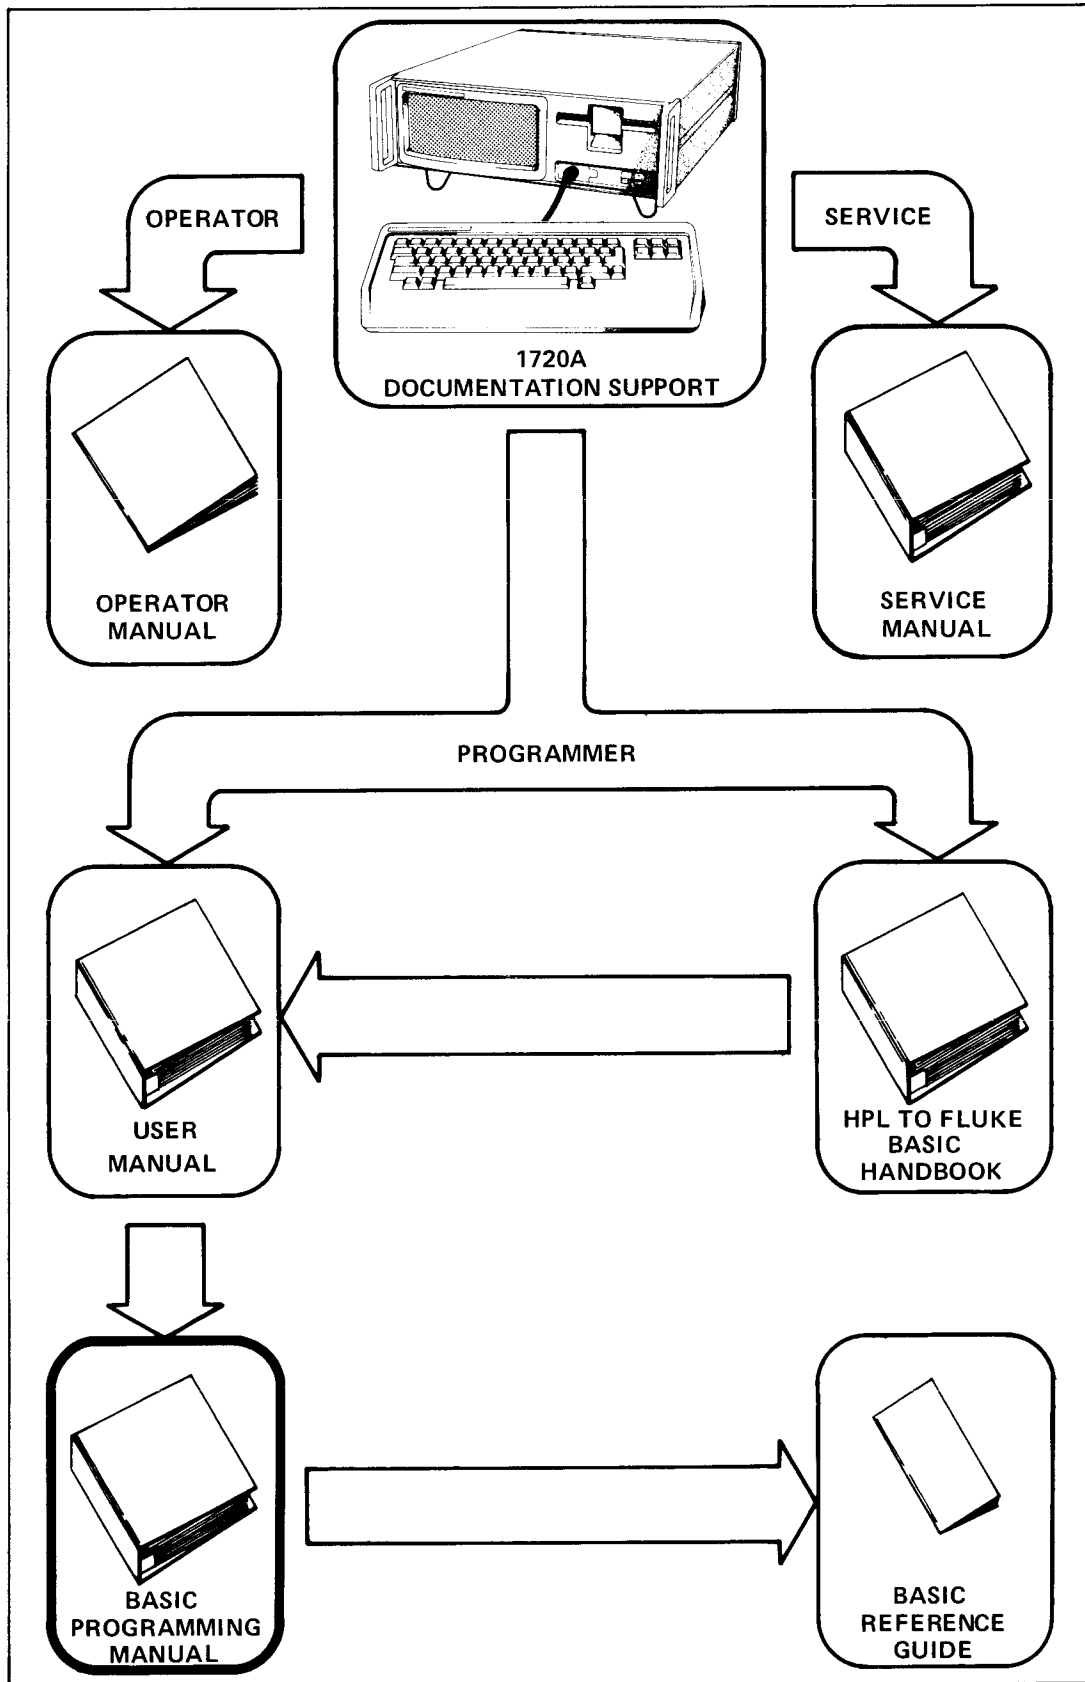 OPERATOR
SERVICE
1720A
DOCUMENTATION SUPPORT
OPERATOR
MANUAL
SERVICE
MANUAL
PROGRAMMER
USER
MANUAL
HPL TO FLUKE
BASIC
HANDBOOK
BASIC
PROGRAMMING
MANUAL
BASIC
REFERENCE
GUIDE